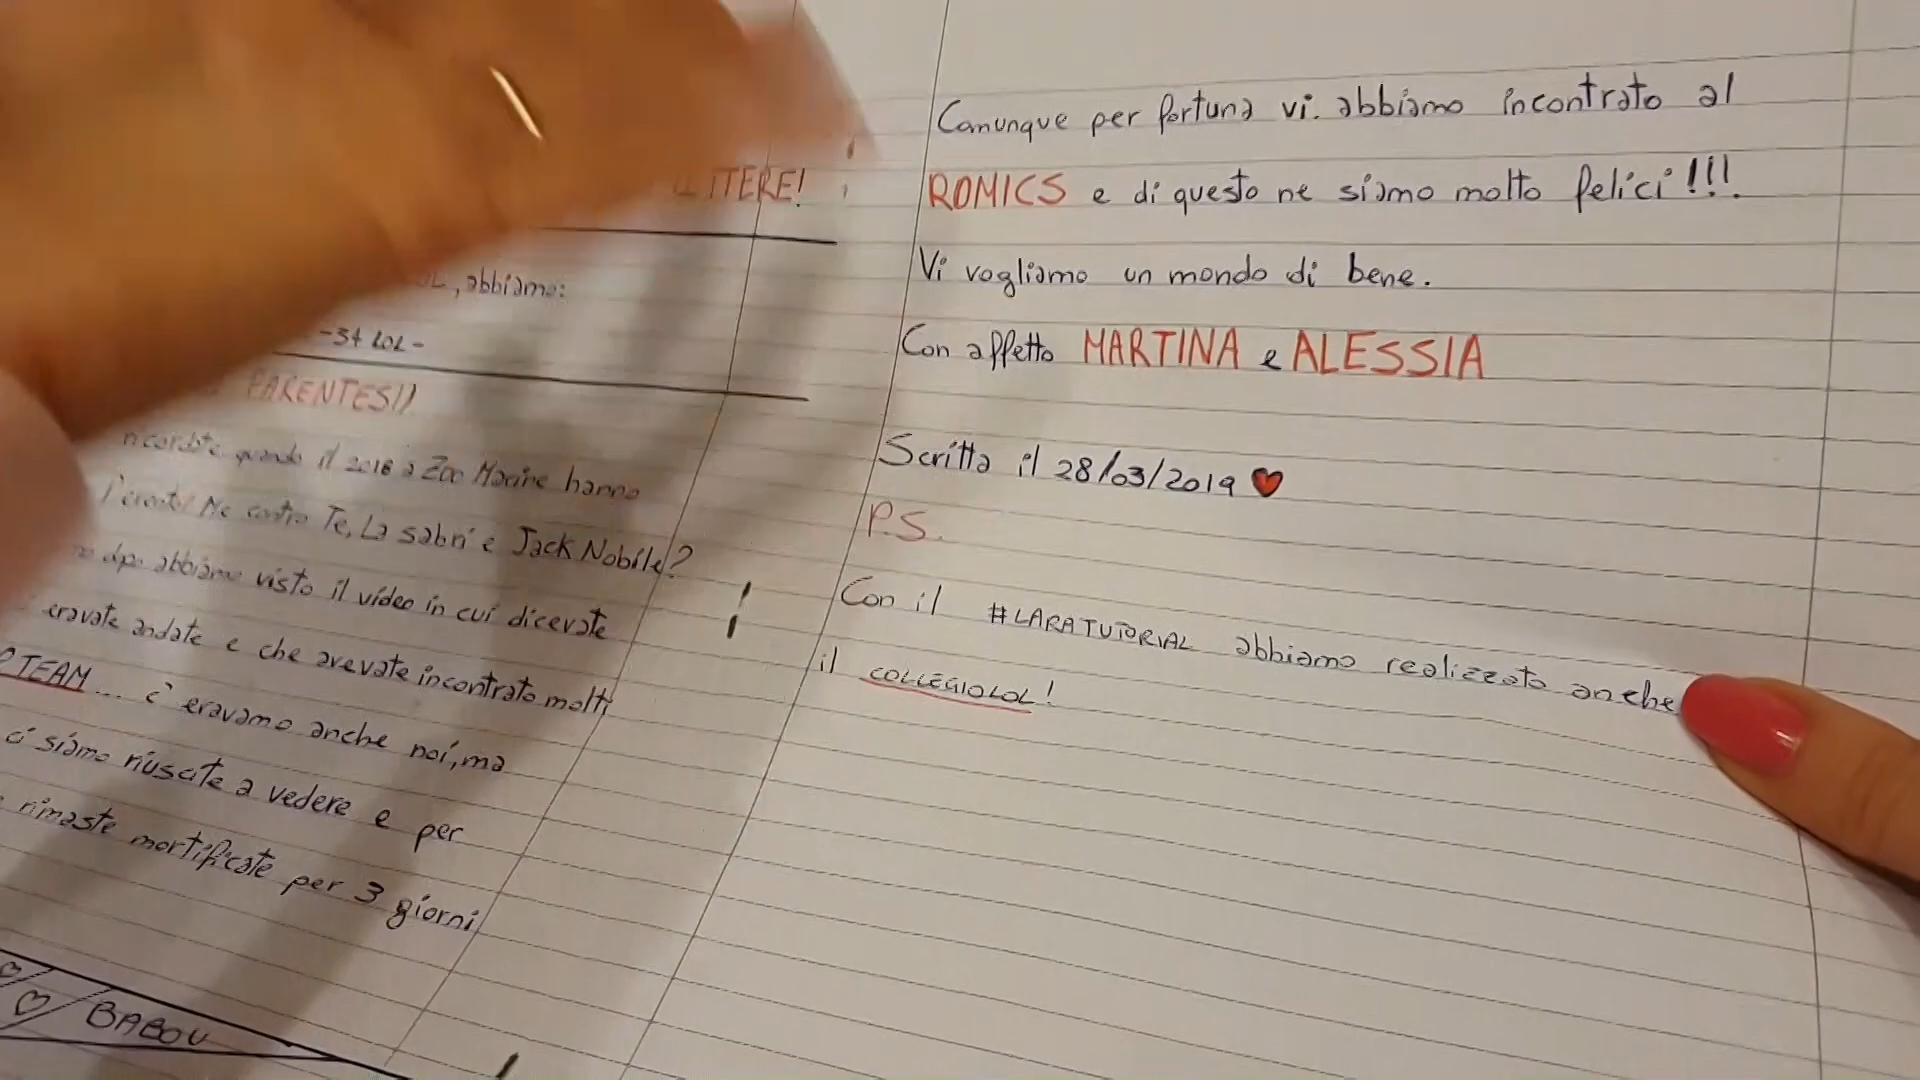 ITERE!
, abbiamo:
-34 LOL-
PARENTESI)
quando il 2018 a Zoo Marine hanno
Me contro Te, La Sabri e Jack Nobile?
dopo abbiamo visto il video in cui dicevate
eravate andate e che avevate incontrato molti
TEAM... c'eravamo anche noi, ma
ci siamo riuscite a vedere e per
rimaste mortificate per 3 giorni
BABOU
Comunque per fortuna vi. abbiamo incontrato al
ROMICS e di questo ne siamo molto felici!!!
Vi vogliamo un mondo di bene.
Con affetto MARTINA e ALESSIA
Scritta il 28/03/2019
P.S.
Con il #LARATUTORIAL abbiamo realizzato anche
il COLLEGIOLOL!